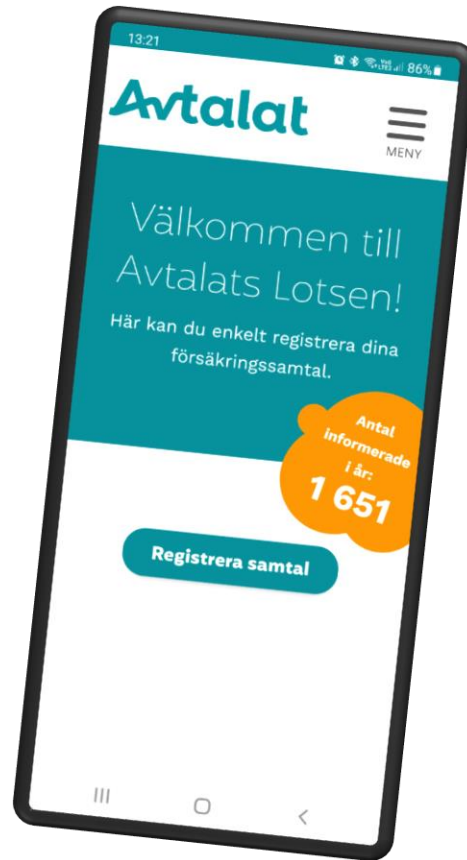 13:21
86%
Avtalat
MENY
Välkommen till
Avtalats Lotsen!
Här kan du enkelt registrera dina
försäkringssamtal.
Antal
informerade
i år:
1 651
Registrera samtal